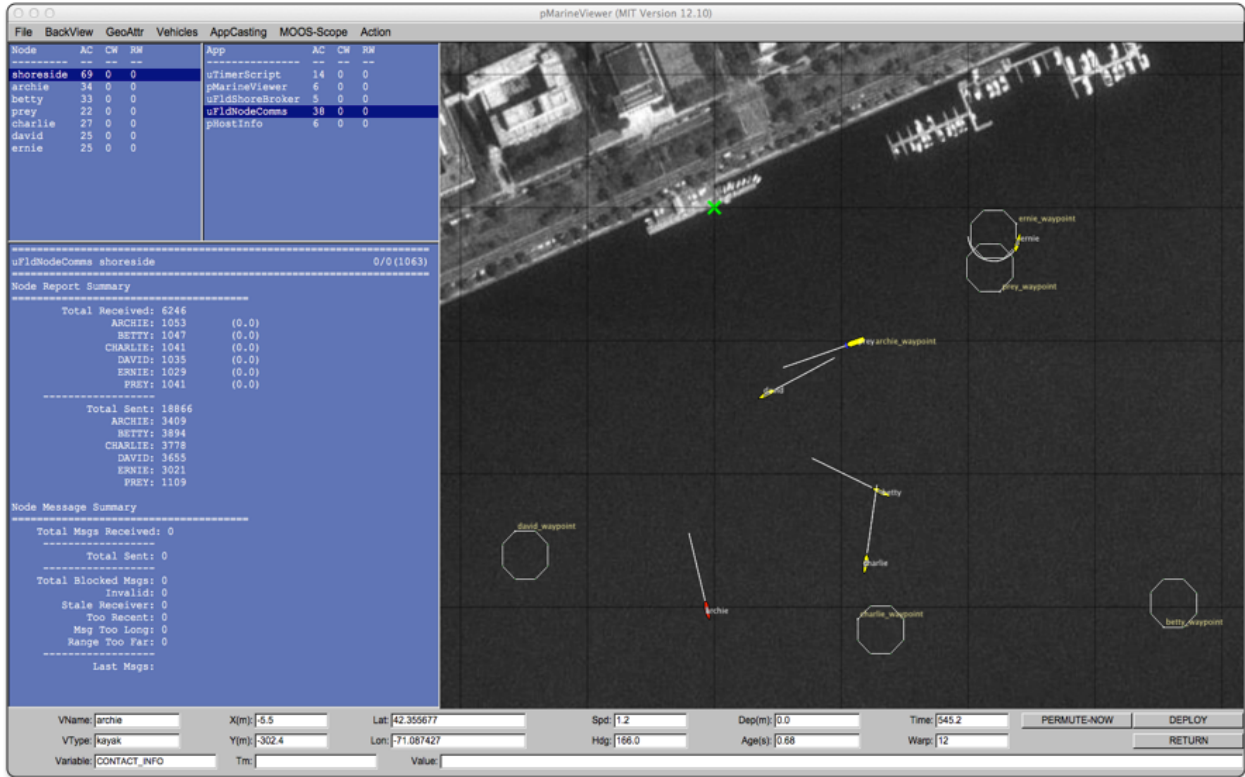 pMarineViewer (MIT Version 12.10)
File BackView GeoAttr Vehicles AppCasting MOOS-Scope Action
Node AC CW RW
--------- -- -- --
shoreside 69 0 0
archie 34 0 0
betty 33 0 0
prey 22 0 0
charlie 27 0 0
david 25 0 0
ernie 25 0 0
App AC CW RW
--------------- -- -- --
uTimerScript 14 0 0
pMarineViewer 6 0 0
uFldShoreBroker 5 0 0
uFldNodeComms 38 0 0
pHostInfo 6 0 0
uFldNodeComms shoreside 0/0(1063)
Node Report Summary
Total Received: 6246
ARCHIE: 1053 (0.0)
BETTY: 1047 (0.0)
CHARLIE: 1041 (0.0)
DAVID: 1035 (0.0)
ERNIE: 1029 (0.0)
PREY: 1041 (0.0)
------------------
Total Sent: 18866
ARCHIE: 3409
BETTY: 3894
CHARLIE: 3778
DAVID: 3655
ERNIE: 3021
PREY: 1109
Node Message Summary
Total Msgs Received: 0
------------------
Total Sent: 0
------------------
Total Blocked Msgs: 0
Invalid: 0
Stale Receiver: 0
Too Recent: 0
Msg Too Long: 0
Range Too Far: 0
------------------
Last Msgs:
ernie_waypoint
ernie
prey_waypoint
archie_waypoint
david
betty
david_waypoint
charlie
archie
charlie_waypoint
betty_waypoint
VName: archie X(m): -5.5 Lat: 42.355677 Spd: 1.2 Dep(m): 0.0 Time: 545.2 PERMUTE-NOW DEPLOY
VType: kayak Y(m): -302.4 Lon: -71.087427 Hdg: 166.0 Age(s): 0.68 Warp: 12 RETURN
Variable: CONTACT_INFO Tm: Value: